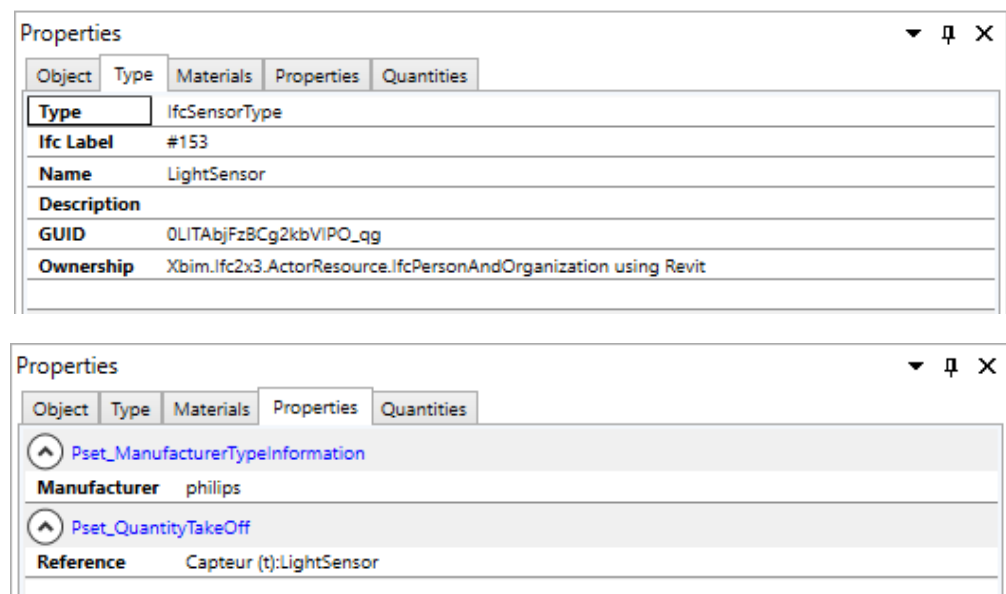 Properties
Object Type Materials Properties Quantities
Type IfcSensorType
Ifc Label #153
Name LightSensor
Description
GUID 0LITAbjFzBCg2kbVIPO_qg
Ownership Xbim.Ifc2x3.ActorResource.IfcPersonAndOrganization using Revit
Properties
Object Type Materials Properties Quantities
Pset_ManufacturerTypeInformation
Manufacturer philips
Pset_QuantityTakeOff
Reference Capteur (t):LightSensor